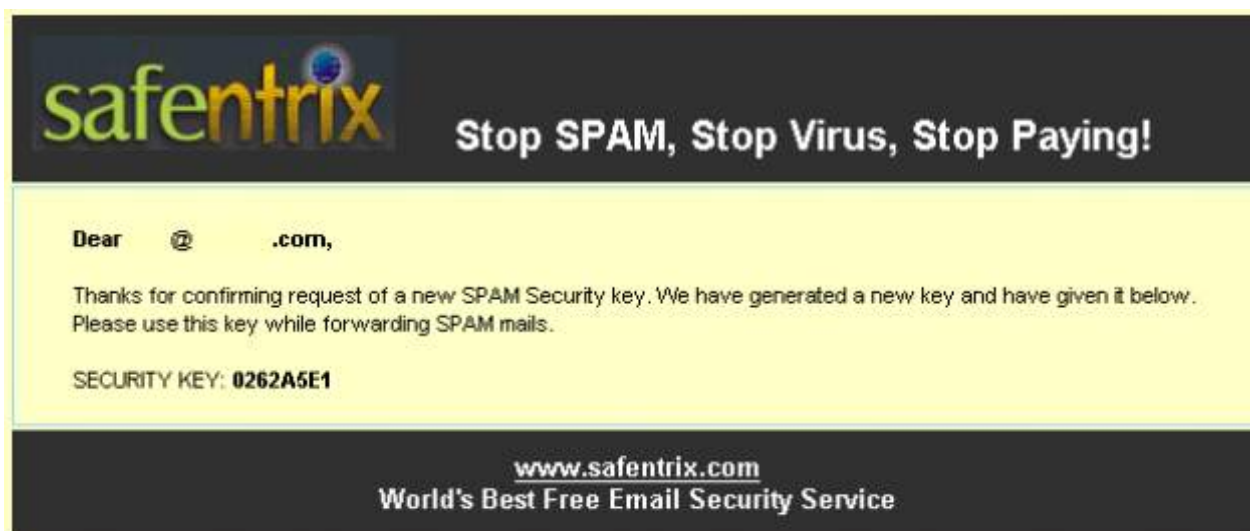 safentrix
Stop SPAM, Stop Virus, Stop Paying!
Dear @ .com,
Thanks for confirming request of a new SPAM Security key. We have generated a new key and have given it below.
Please use this key while forwarding SPAM mails.
SECURITY KEY: 0262A5E1
www.safentrix.com
World's Best Free Email Security Service